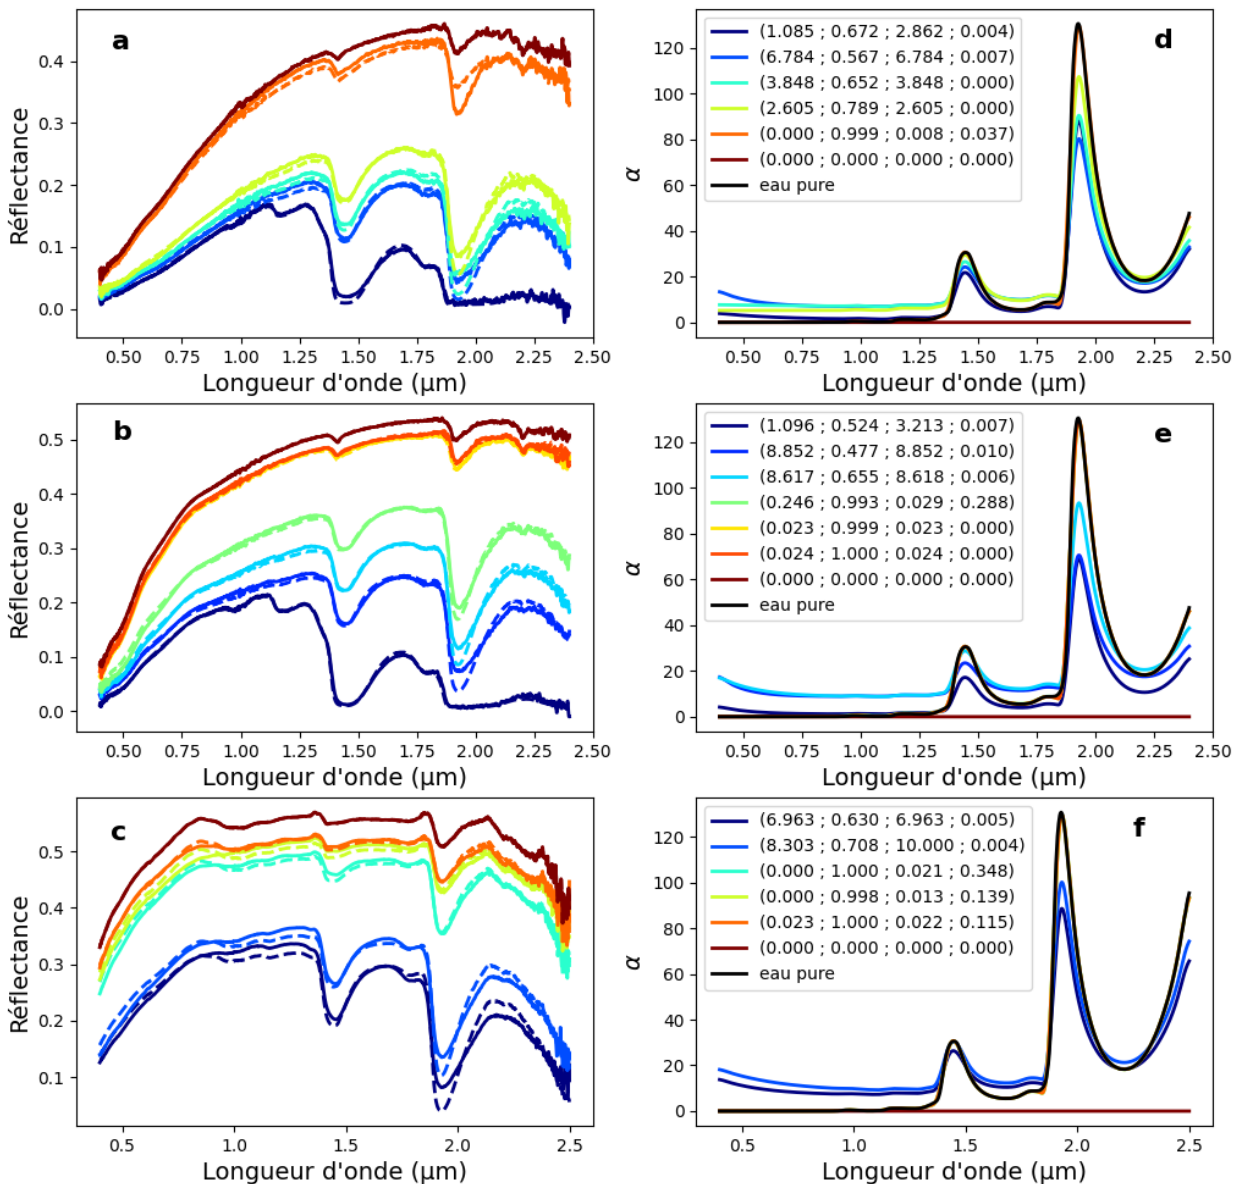 a
0.4
0.3
0.2
0.1
0.0
Réflectance
0.50 0.75 1.00 1.25 1.50 1.75 2.00 2.25 2.50
Longueur d'onde (µm)
d
(1.085 ; 0.672 ; 2.862 ; 0.004)
(6.784 ; 0.567 ; 6.784 ; 0.007)
(3.848 ; 0.652 ; 3.848 ; 0.000)
(2.605 ; 0.789 ; 2.605 ; 0.000)
(0.000 ; 0.999 ; 0.008 ; 0.037)
(0.000 ; 0.000 ; 0.000 ; 0.000)
eau pure
120
100
80
60
40
20
0
α
0.50 0.75 1.00 1.25 1.50 1.75 2.00 2.25 2.50
Longueur d'onde (µm)
b
0.5
0.4
0.3
0.2
0.1
0.0
Réflectance
0.50 0.75 1.00 1.25 1.50 1.75 2.00 2.25 2.50
Longueur d'onde (µm)
e
(1.096 ; 0.524 ; 3.213 ; 0.007)
(8.852 ; 0.477 ; 8.852 ; 0.010)
(8.617 ; 0.655 ; 8.618 ; 0.006)
(0.246 ; 0.993 ; 0.029 ; 0.288)
(0.023 ; 0.999 ; 0.023 ; 0.000)
(0.024 ; 1.000 ; 0.024 ; 0.000)
(0.000 ; 0.000 ; 0.000 ; 0.000)
eau pure
120
100
80
60
40
20
0
α
0.50 0.75 1.00 1.25 1.50 1.75 2.00 2.25 2.50
Longueur d'onde (µm)
c
0.5
0.4
0.3
0.2
0.1
Réflectance
0.5 1.0 1.5 2.0 2.5
Longueur d'onde (µm)
f
(6.963 ; 0.630 ; 6.963 ; 0.005)
(8.303 ; 0.708 ; 10.000 ; 0.004)
(0.000 ; 1.000 ; 0.021 ; 0.348)
(0.000 ; 0.998 ; 0.013 ; 0.139)
(0.023 ; 1.000 ; 0.022 ; 0.115)
(0.000 ; 0.000 ; 0.000 ; 0.000)
eau pure
120
100
80
60
40
20
0
α
0.5 1.0 1.5 2.0 2.5
Longueur d'onde (µm)